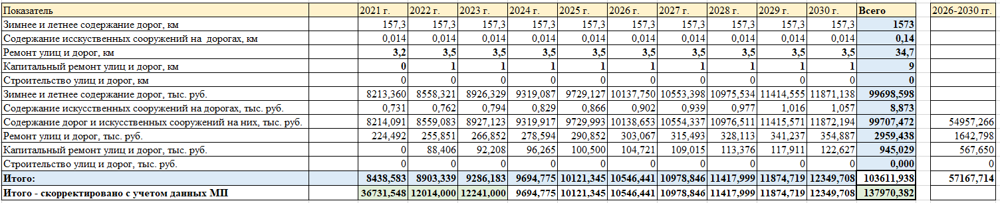 Показатель 2021 г. 2022 г. 2023 г. 2024 г. 2025 г. 2026 г. 2027 г. 2028 г. 2029 г. 2030 г. Всего 2026-2030 гг.
Зимнее и летнее содержание дорог, км 157,3 157,3 157,3 157,3 157,3 157,3 157,3 157,3 157,3 157,3 1573
Содержание исскуственных сооружений на дорогах, км 0,014 0,014 0,014 0,014 0,014 0,014 0,014 0,014 0,014 0,014 0,14
Ремонт улиц и дорог, км 3,2 3,5 3,5 3,5 3,5 3,5 3,5 3,5 3,5 3,5 34,7
Капитальный ремонт улиц и дорог, км 0 1 1 1 1 1 1 1 1 1 9
Строительство улиц и дорог, км 0 0 0 0 0 0 0 0 0 0 0
Зимнее и летнее содержание дорог, тыс. руб. 8213,360 8558,321 8926,329 9319,087 9729,127 10137,750 10553,398 10975,534 11414,555 11871,138 99698,598
Содержание искусственных сооружений на дорогах, тыс. руб. 0,731 0,762 0,794 0,829 0,866 0,902 0,939 0,977 1,016 1,057 8,873
Содержание дорог и искусственных сооружений на них, тыс. руб. 8214,091 8559,083 8927,123 9319,917 9729,993 10138,653 10554,337 10976,511 11415,571 11872,194 99707,472 54957,266
Ремонт улиц и дорог, тыс. руб. 224,492 255,851 266,852 278,594 290,852 303,067 315,493 328,113 341,237 354,887 2959,438 1642,798
Капитальный ремонт улиц и дорог, тыс. руб. 0 88,406 92,208 96,265 100,500 104,721 109,015 113,376 117,911 122,627 945,029 567,650
Строительство улиц и дорог, тыс. руб. 0 0 0 0 0 0 0 0 0 0 0,000 0
Итого: 8438,583 8903,339 9286,183 9694,775 10121,345 10546,441 10978,846 11417,999 11874,719 12349,708 103611,938 57167,714
Итого - скорректировано с учетом данных МП 36731,548 12014,000 12241,000 9694,775 10121,345 10546,441 10978,846 11417,999 11874,719 12349,708 137970,382